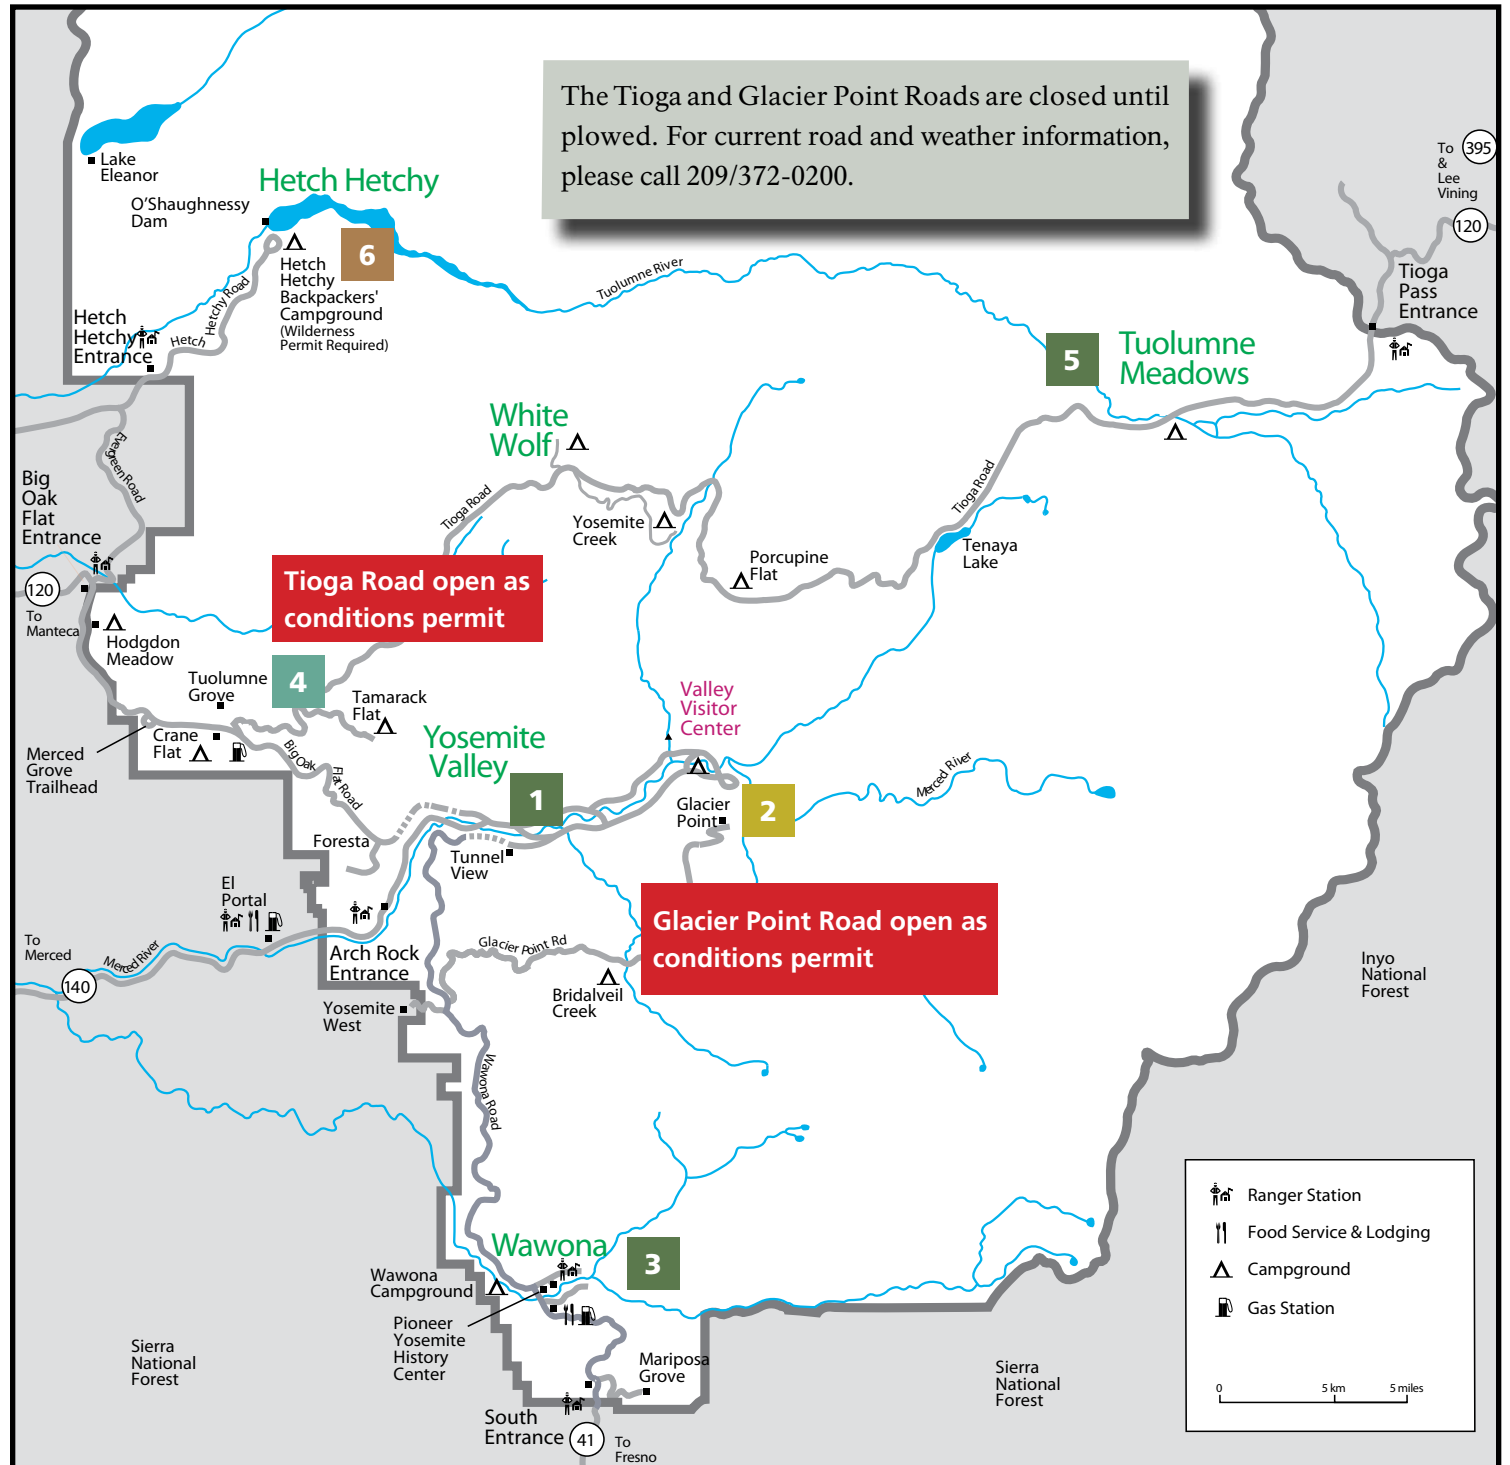 The Tioga and Glacier Point Roads are closed until
plowed. For current road and weather information,
please call 209/372-0200.
To
&
Lee
Vining
395
120
Lake
Eleanor
Hetch Hetchy
O'Shaughnessy
Dam
6
Hetch
Hetchy
Backpackers'
Campground
(Wilderness
Permit Required)
Tuolumne River
Tioga
Pass
Entrance
Hetch
Hetchy
Entrance
Hetch Hetchy Road
5
Tuolumne
Meadows
White
Wolf
Evergreen Road
Big
Oak
Flat
Entrance
Tioga Road
Tioga Road
Yosemite
Creek
Porcupine
Flat
Tenaya
Lake
120
To
Manteca
Tioga Road open as
conditions permit
Hodgdon
Meadow
Tuolumne
Grove
4
Tamarack
Flat
Valley
Visitor
Center
Merced
Grove
Trailhead
Crane
Flat
Big Oak Flat Road
Yosemite
Valley
1
Glacier
Point
2
Merced River
Foresta
Tunnel
View
El
Portal
Glacier Point Road open as
conditions permit
To
Merced
140
Merced River
Arch Rock
Entrance
Glacier Point Rd
Bridalveil
Creek
Yosemite
West
Inyo
National
Forest
Wawona Road
Wawona
3
Wawona
Campground
Pioneer
Yosemite
History
Center
Mariposa
Grove
Sierra
National
Forest
Sierra
National
Forest
South
Entrance
41
To
Fresno
Ranger Station
Food Service & Lodging
Campground
Gas Station
0
5 km
5 miles